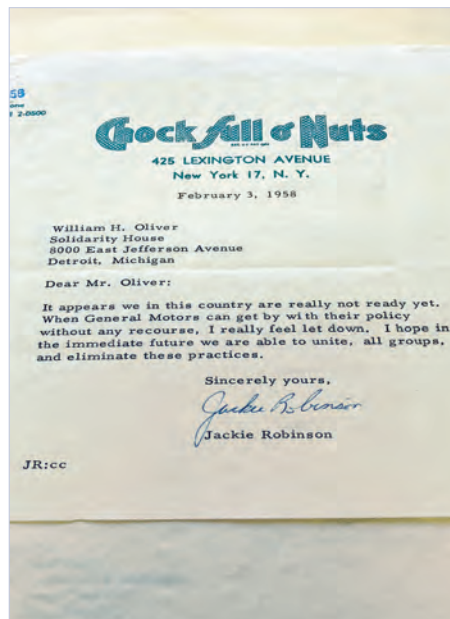 58
one
2-0500
Chock full o' Nuts
425 LEXINGTON AVENUE
New York 17, N. Y.
February 3, 1958
William H. Oliver
Solidarity House
8000 East Jefferson Avenue
Detroit, Michigan
Dear Mr. Oliver:
It appears we in this country are really not ready yet.
When General Motors can get by with their policy
without any recourse, I really feel let down. I hope in
the immediate future we are able to unite, all groups,
and eliminate these practices.
Sincerely yours,
Jackie Robinson
Jackie Robinson
JR:cc